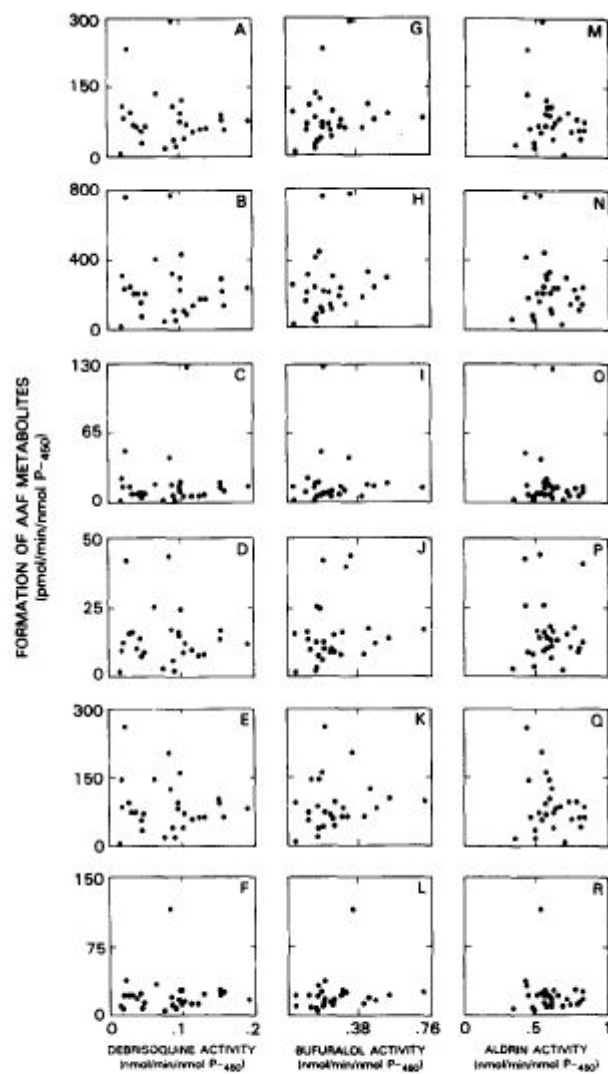 FORMATION OF AAF METABOLITES
(pmol/min/nmol P-450)
300
150
0
A
G
M
800
400
0
B
H
N
130
65
0
C
I
O
50
25
0
D
J
P
300
150
0
E
K
Q
150
75
0
F
L
R
0 .1 .2
.38 .76
0 .5 1
DEBRISOQUINE ACTIVITY
(nmol/min/nmol P-450)
BUFURALOL ACTIVITY
(nmol/min/nmol P-450)
ALDRIN ACTIVITY
(nmol/min/nmol P-450)